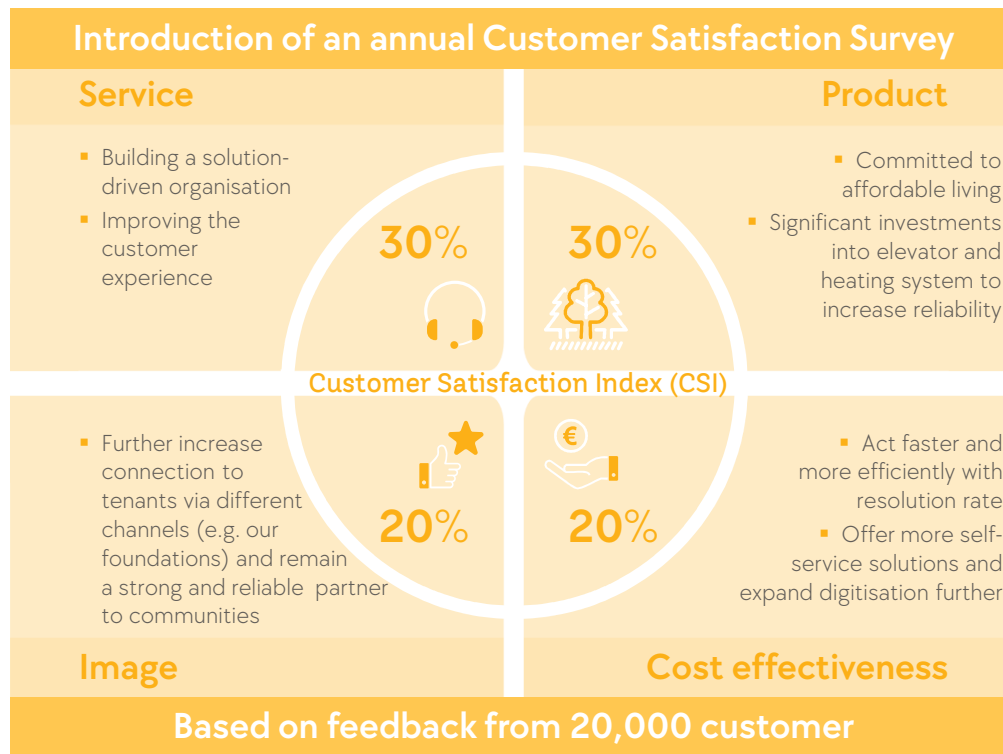 Introduction of an annual Customer Satisfaction Survey
Service
▪ Building a solution-
driven organisation
▪ Improving the
customer
experience
30%
Product
▪ Committed to
affordable living
▪ Significant investments
into elevator and
heating system to
increase reliability
30%
Customer Satisfaction Index (CSI)
▪ Further increase
connection to
tenants via different
channels (e.g. our
foundations) and remain
a strong and reliable partner
to communities
20%
Image
€
▪ Act faster and
more efficiently with
resolution rate
▪ Offer more self-
service solutions and
expand digitisation further
20%
Cost effectiveness
Based on feedback from 20,000 customer